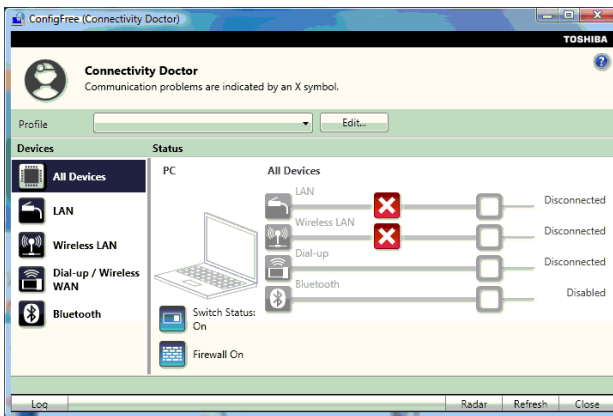 ConfigFree (Connectivity Doctor)
TOSHIBA
Connectivity Doctor
Communication problems are indicated by an X symbol.
Profile
Edit...
Devices
Status
All Devices
LAN
Wireless LAN
Dial-up / Wireless
WAN
Bluetooth
PC
Switch Status:
On
Firewall On
All Devices
LAN
Disconnected
Wireless LAN
Disconnected
Dial-up
Disconnected
Bluetooth
Disabled
Log
Radar
Refresh
Close